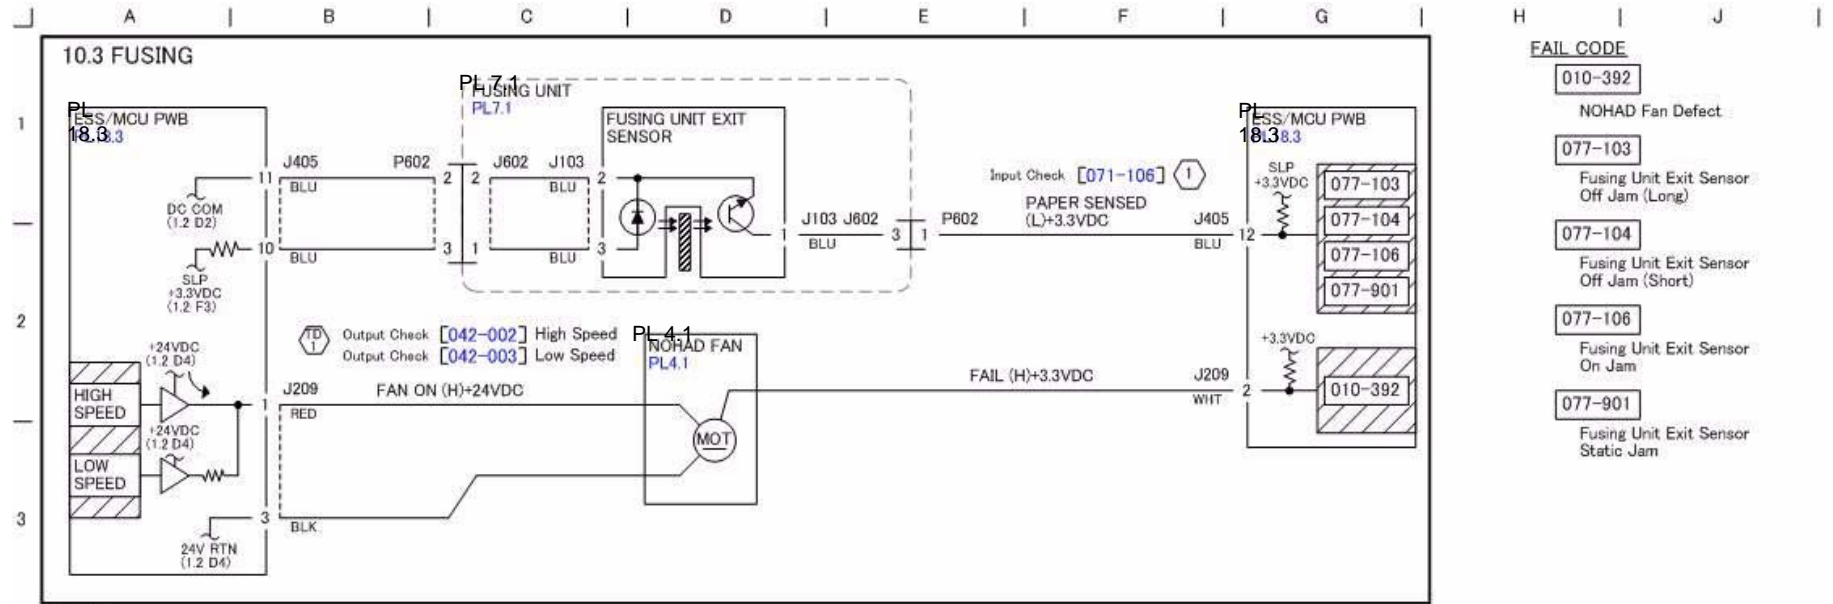 A | B | C | D | E | F | G | H | J |
10.3 FUSING
FAIL CODE
010-392
NOHAD Fan Defect
077-103
Fusing Unit Exit Sensor
Off Jam (Long)
077-104
Fusing Unit Exit Sensor
Off Jam (Short)
077-106
Fusing Unit Exit Sensor
On Jam
077-901
Fusing Unit Exit Sensor
Static Jam
1
2
3
PL
18.3
ESS/MCU PWB
PL 7.1
FUSING UNIT
PL7.1
FUSING UNIT EXIT
SENSOR
PL
18.3
ESS/MCU PWB
J405 P602 J602 J103
11 BLU 2 2 BLU 2
DC COM
(1.2 D2)
10 BLU 3 1 BLU 3
SLP
+3.3VDC
(1.2 F3)
1 J103 J602 BLU 3 1 P602
Input Check [071-106] 1
PAPER SENSED
(L)+3.3VDC
J405
BLU 12
SLP
+3.3VDC
077-103
077-104
077-106
077-901
TD
1
Output Check [042-002] High Speed
Output Check [042-003] Low Speed
PL 4.1
NOHAD FAN
PL4.1
MOT
+24VDC
(1.2 D4)
HIGH
SPEED
1 J209 FAN ON (H)+24VDC
RED
+24VDC
(1.2 D4)
LOW
SPEED
3
BLK
24V RTN
(1.2 D4)
FAIL (H)+3.3VDC
J209
WHT 2
+3.3VDC
010-392